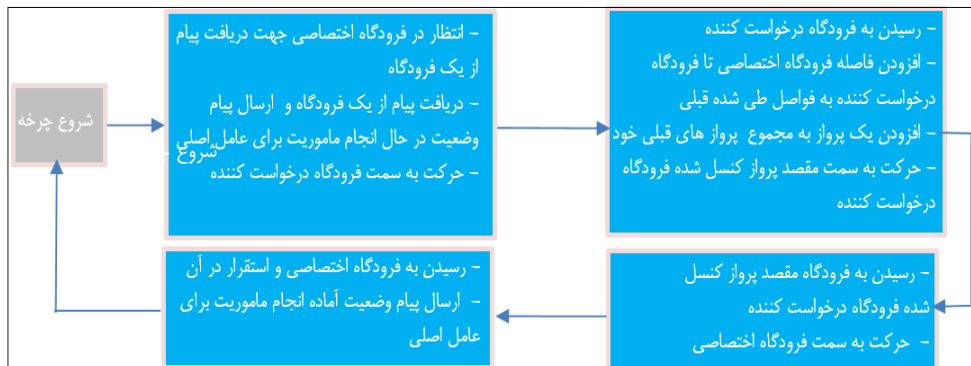 شروع چرخه
- انتظار در فرودگاه اختصاصی جهت دریافت پیام
از یک فرودگاه
- دریافت پیام از یک فرودگاه و ارسال پیام
وضعیت در حال انجام ماموریت برای عامل اصلی
شروع چ
- حرکت به سمت فرودگاه درخواست کننده
- رسیدن به فرودگاه درخواست کننده
- افزودن فاصله فرودگاه اختصاصی تا فرودگاه
درخواست کننده به فواصل طی شده قبلی
- افزودن یک پرواز به مجموع پرواز های قبلی خود
- حرکت به سمت مقصد پرواز کنسل شده فرودگاه
درخواست کننده
- رسیدن به فرودگاه مقصد پرواز کنسل
شده فرودگاه درخواست کننده
- حرکت به سمت فرودگاه اختصاصی
- رسیدن به فرودگاه اختصاصی و استقرار در آن
- ارسال پیام وضعیت آماده انجام ماموریت برای
عامل اصلی